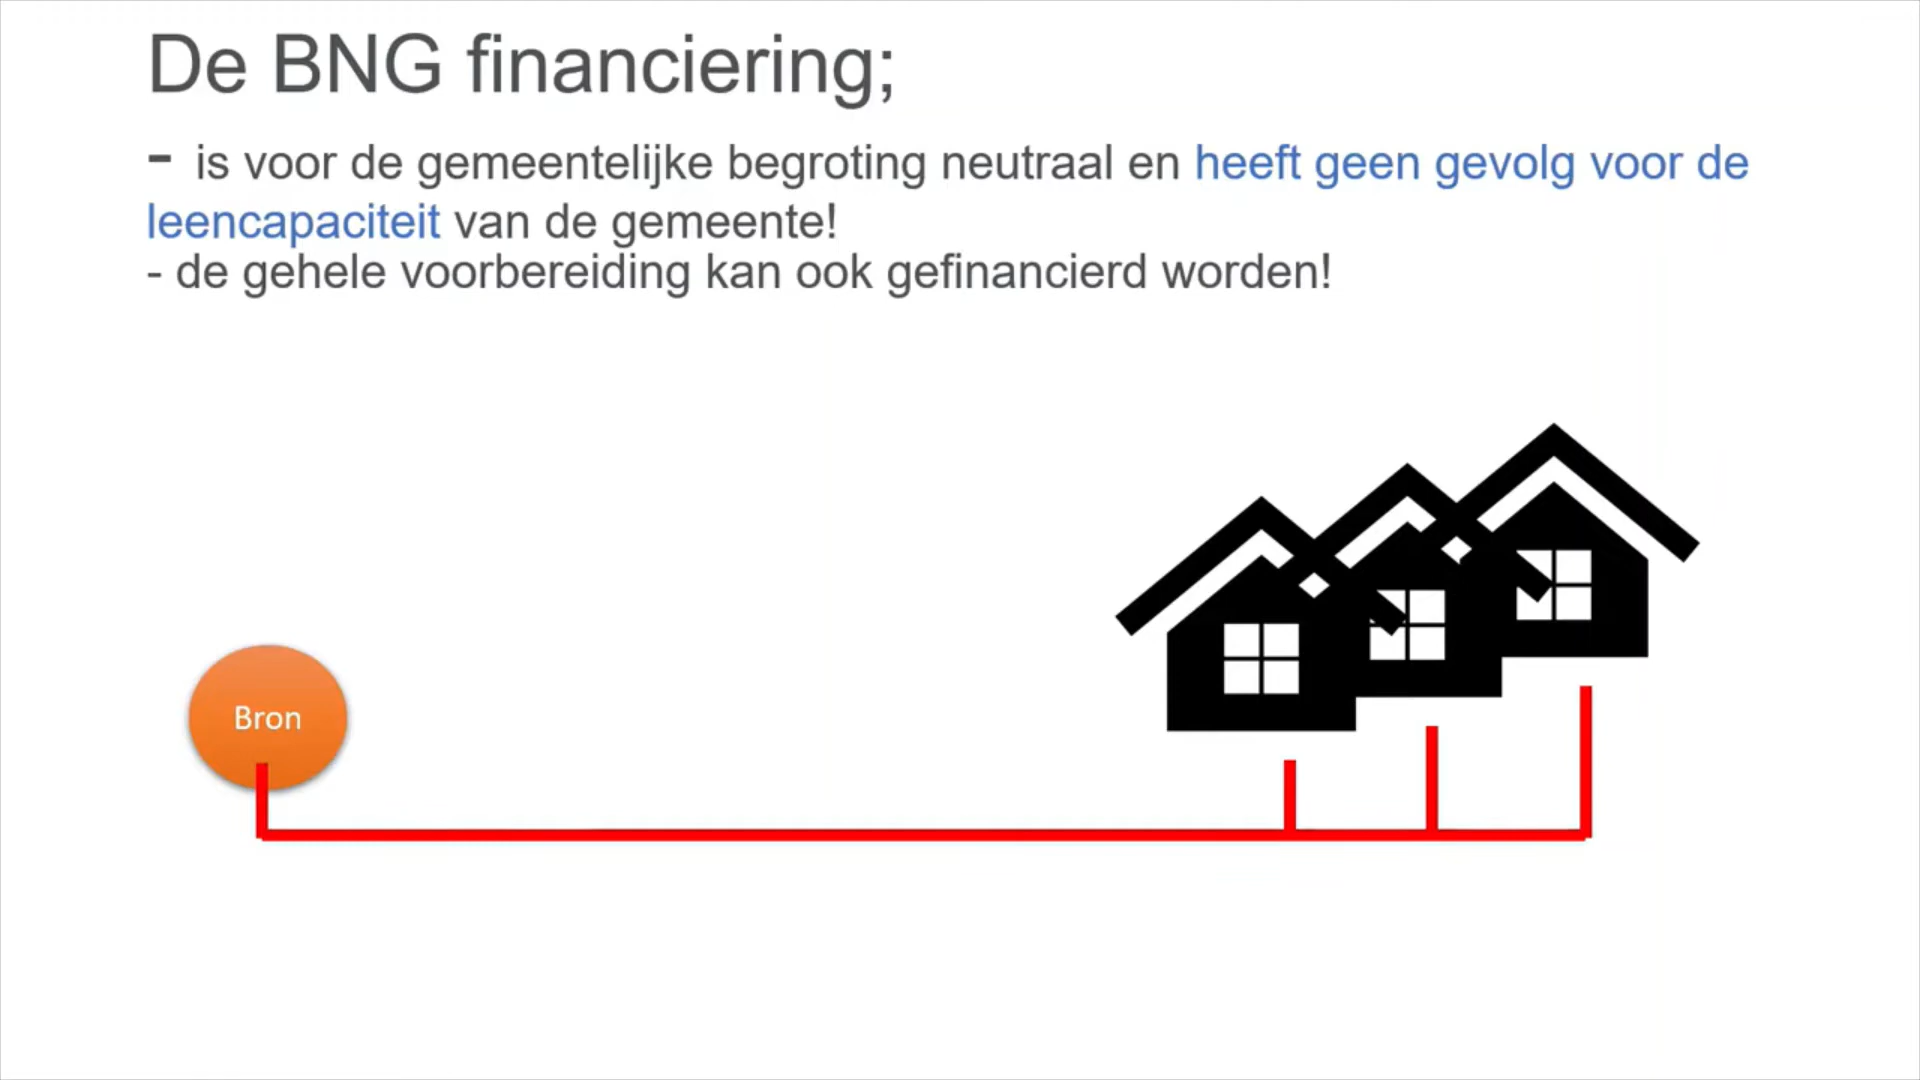 De BNG financiering;
- is voor de gemeentelijke begroting neutraal en heeft geen gevolg voor de
leencapaciteit van de gemeente!
- de gehele voorbereiding kan ook gefinancierd worden!
Bron